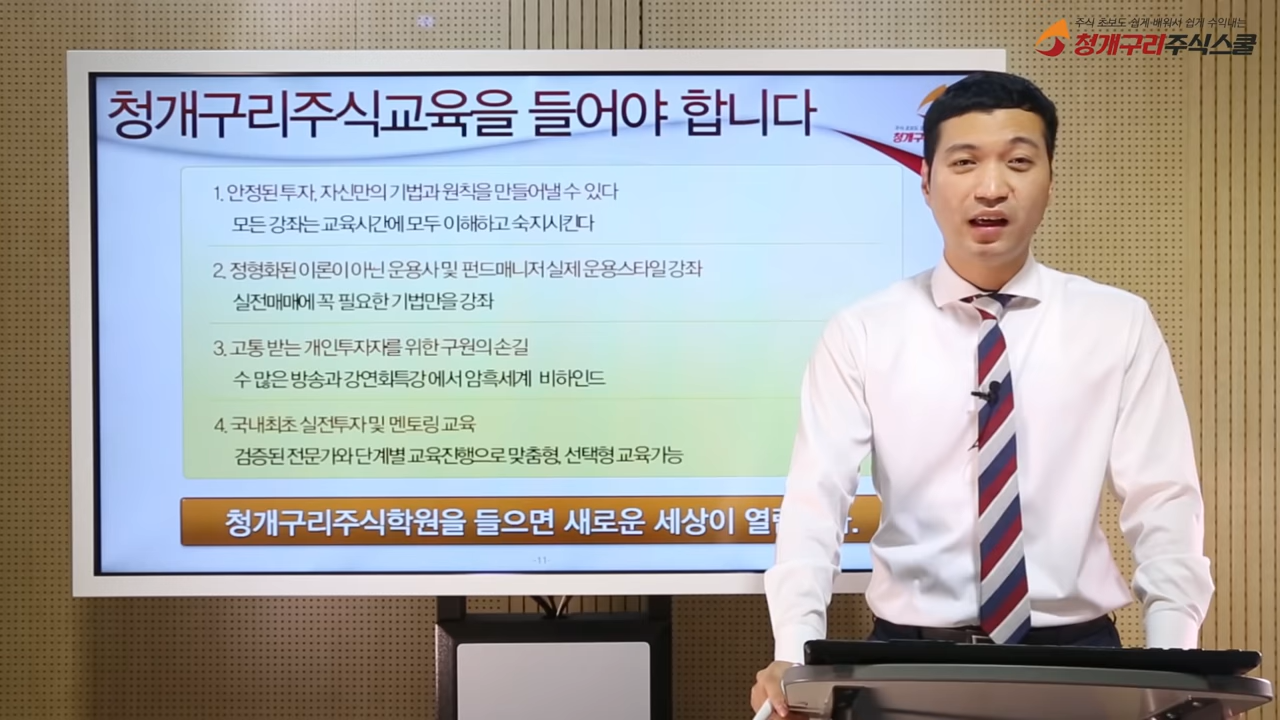 주식 초보도 쉽게 배워서 쉽게 수익내는
청개구리주식스쿨
청개구리주식교육을 들어야 합니다
청개구
1. 안정된 투자, 자신만의 기법과 원칙을 만들어낼 수 있다
모든 강좌는 교육시간에 모두 이해하고 숙지시킨다
2. 정형화된 이론이 아닌 운용사 및 펀드매니저 실제 운용스타일 강좌
실전매매에 꼭 필요한 기법만을 강좌
3. 고통 받는 개인투자자를 위한 구원의 손길
수 많은 방송과 강연회특강 에서 암흑세계 비하인드
4. 국내최초 실전투자 및 멘토링 교육
검증된 전문가와 단계별 교육진행으로 맞춤형, 선택형 교육가능
청개구리주식학원을 들으면 새로운 세상이
-11